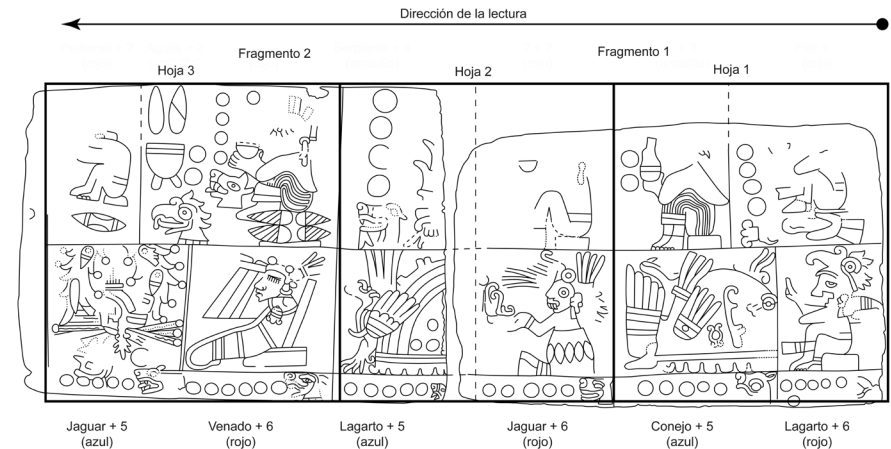 Dirección de la lectura
Fragmento 2
Fragmento 1
Hoja 3
Hoja 2
Hoja 1
Jaguar + 5
(azul)
Venado + 6
(rojo)
Lagarto + 5
(azul)
Jaguar + 6
(rojo)
Conejo + 5
(azul)
Lagarto + 6
(rojo)